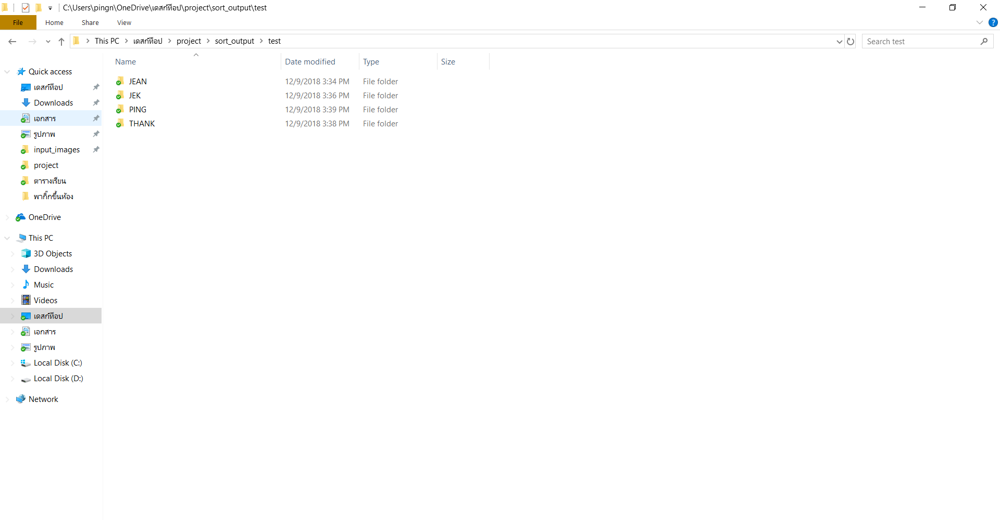 C:\Users\pingn\OneDrive\เดสก์ท็อป\project\sort_output\test
File Home Share View
This PC เดสก์ท็อป project sort_output test
Search test
Name Date modified Type Size
JEAN 12/9/2018 3:34 PM File folder
JEK 12/9/2018 3:36 PM File folder
PING 12/9/2018 3:39 PM File folder
THANK 12/9/2018 3:38 PM File folder
Quick access
เดสก์ท็อป
Downloads
เอกสาร
รูปภาพ
input_images
project
ตารางเรียน
พากิ๊กขึ้นห้อง
OneDrive
This PC
3D Objects
Downloads
Music
Videos
เดสก์ท็อป
เอกสาร
รูปภาพ
Local Disk (C:)
Local Disk (D:)
Network